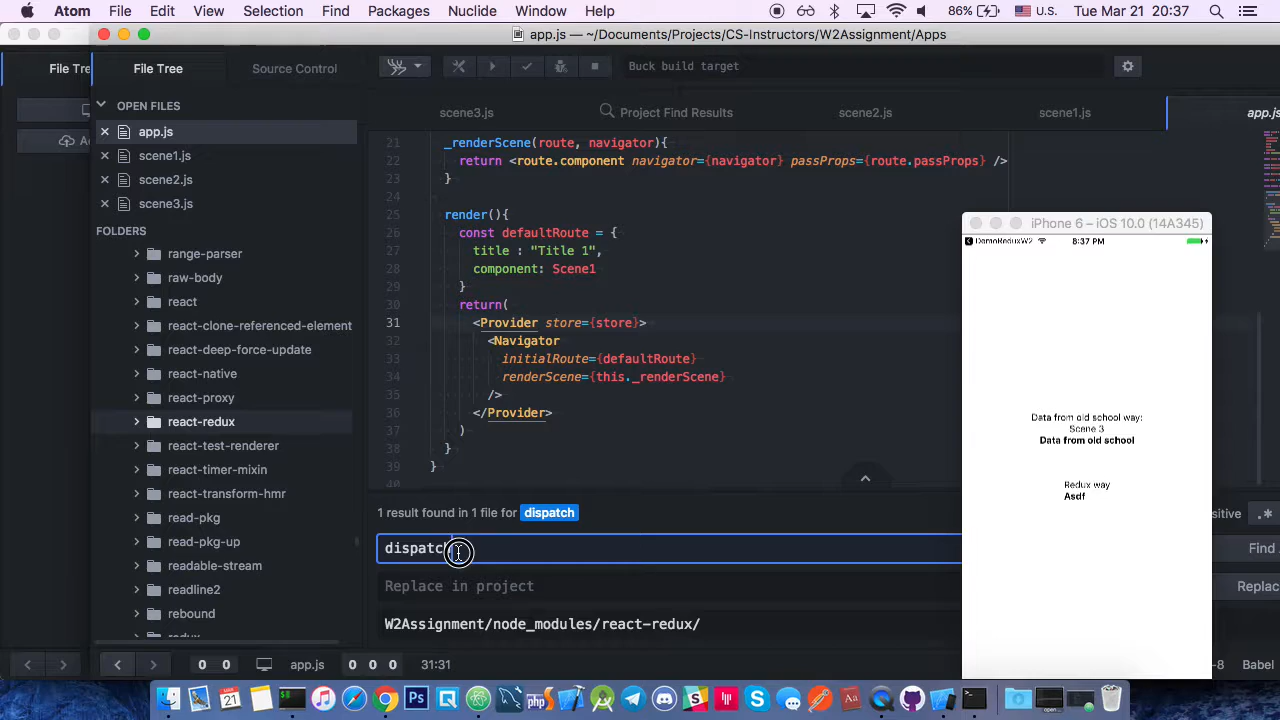 Atom File Edit View Selection Find Packages Nuclide Window Help 86% U.S. Tue Mar 21 20:37
app.js — ~/Documents/Projects/CS-Instructors/W2Assignment/Apps
File Tre
File Tree Source Control
Buck build target
OPEN FILES
app.js
scene1.js
scene2.js
scene3.js
FOLDERS
range-parser
raw-body
react
react-clone-referenced-element
react-deep-force-update
react-native
react-proxy
react-redux
react-test-renderer
react-timer-mixin
react-transform-hmr
read-pkg
read-pkg-up
readable-stream
readline2
rebound
redux
scene3.js Project Find Results scene2.js scene1.js app.js
21 _renderScene(route, navigator){
22 return <route.component navigator={navigator} passProps={route.passProps} />
23 }
24
25 render(){
26 const defaultRoute = {
27 title : "Title 1",
28 component: Scene1
29 }
30 return(
31 <Provider store={store}>
32 <Navigator
33 initialRoute={defaultRoute}
34 renderScene={this._renderScene}
35 />
36 </Provider>
37 )
38 }
39 }
40
1 result found in 1 file for dispatch
sitive .*
dispatch
Find
Replace in project
Replac
W2Assignment/node_modules/react-redux/
0 0 app.js 0 0 0 31:31
-8 Babel
iPhone 6 – iOS 10.0 (14A345)
DemoReduxW2 8:37 PM
Data from old school way:
Scene 3
Data from old school
Redux way
Asdf